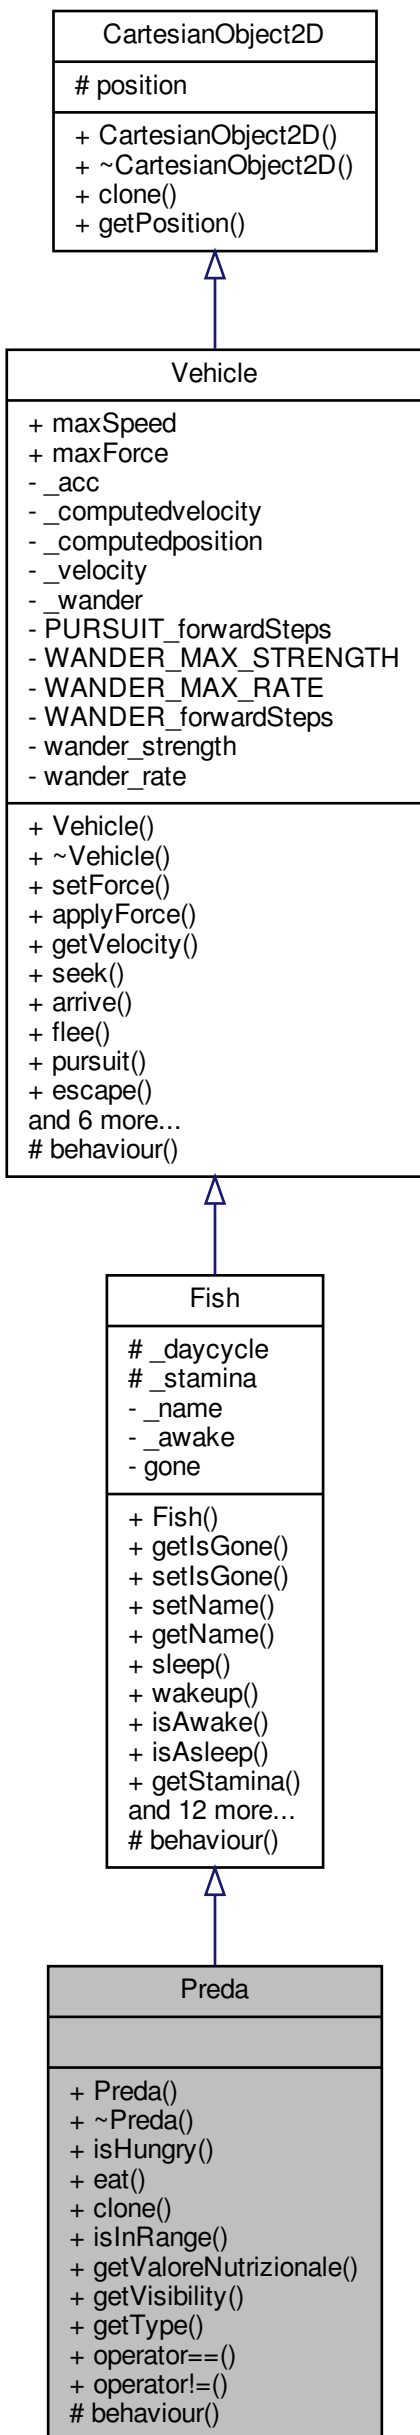 CartesianObject2D
# position
+ CartesianObject2D()
+ ~CartesianObject2D()
+ clone()
+ getPosition()
Vehicle
+ maxSpeed
+ maxForce
- _acc
- _computedvelocity
- _computedposition
- _velocity
- _wander
- PURSUIT_forwardSteps
- WANDER_MAX_STRENGTH
- WANDER_MAX_RATE
- WANDER_forwardSteps
- wander_strength
- wander_rate
+ Vehicle()
+ ~Vehicle()
+ setForce()
+ applyForce()
+ getVelocity()
+ seek()
+ arrive()
+ flee()
+ pursuit()
+ escape()
and 6 more...
# behaviour()
Fish
# _daycycle
# _stamina
- _name
- _awake
- gone
+ Fish()
+ getIsGone()
+ setIsGone()
+ setName()
+ getName()
+ sleep()
+ wakeup()
+ isAwake()
+ isAsleep()
+ getStamina()
and 12 more...
# behaviour()
Preda
+ Preda()
+ ~Preda()
+ isHungry()
+ eat()
+ clone()
+ isInRange()
+ getValoreNutrizionale()
+ getVisibility()
+ getType()
+ operator==()
+ operator!=()
# behaviour()